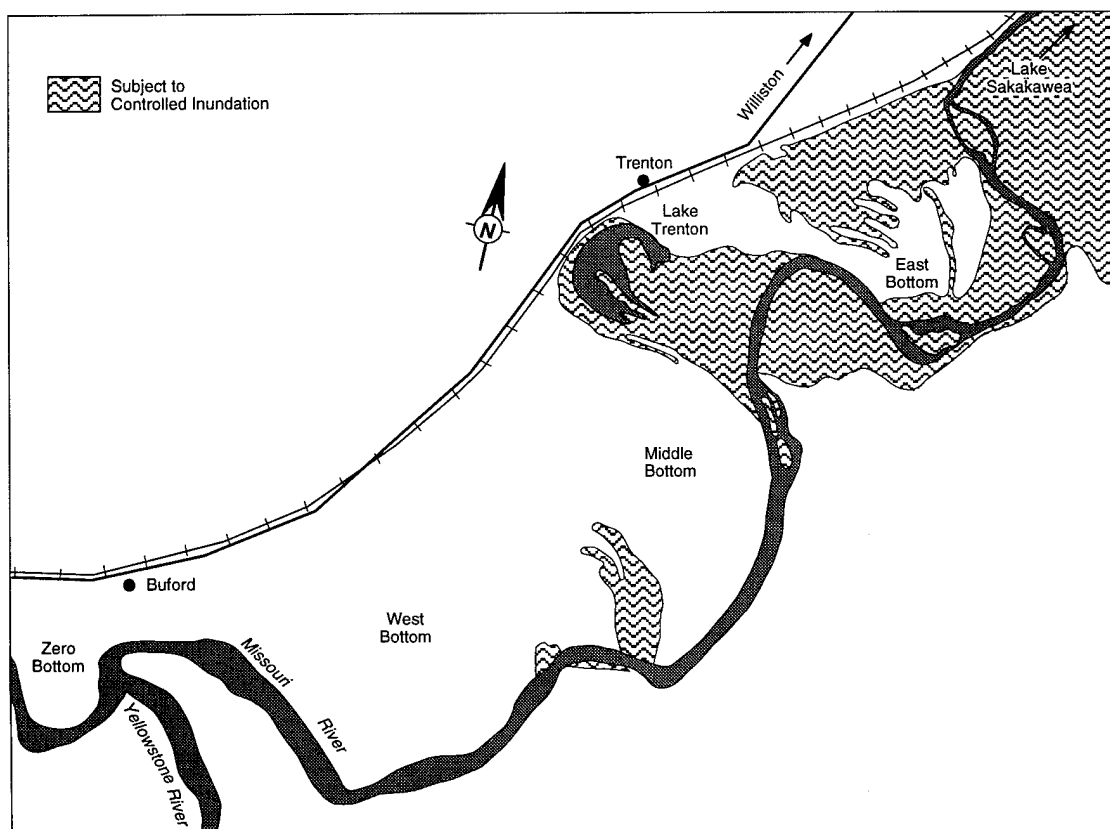 Subject to
Controlled Inundation
Williston
Lake
Sakakawea
Trenton
N
Lake
Trenton
East
Bottom
Middle
Bottom
Buford
West
Bottom
Zero
Bottom
Missouri
River
Yellowstone River